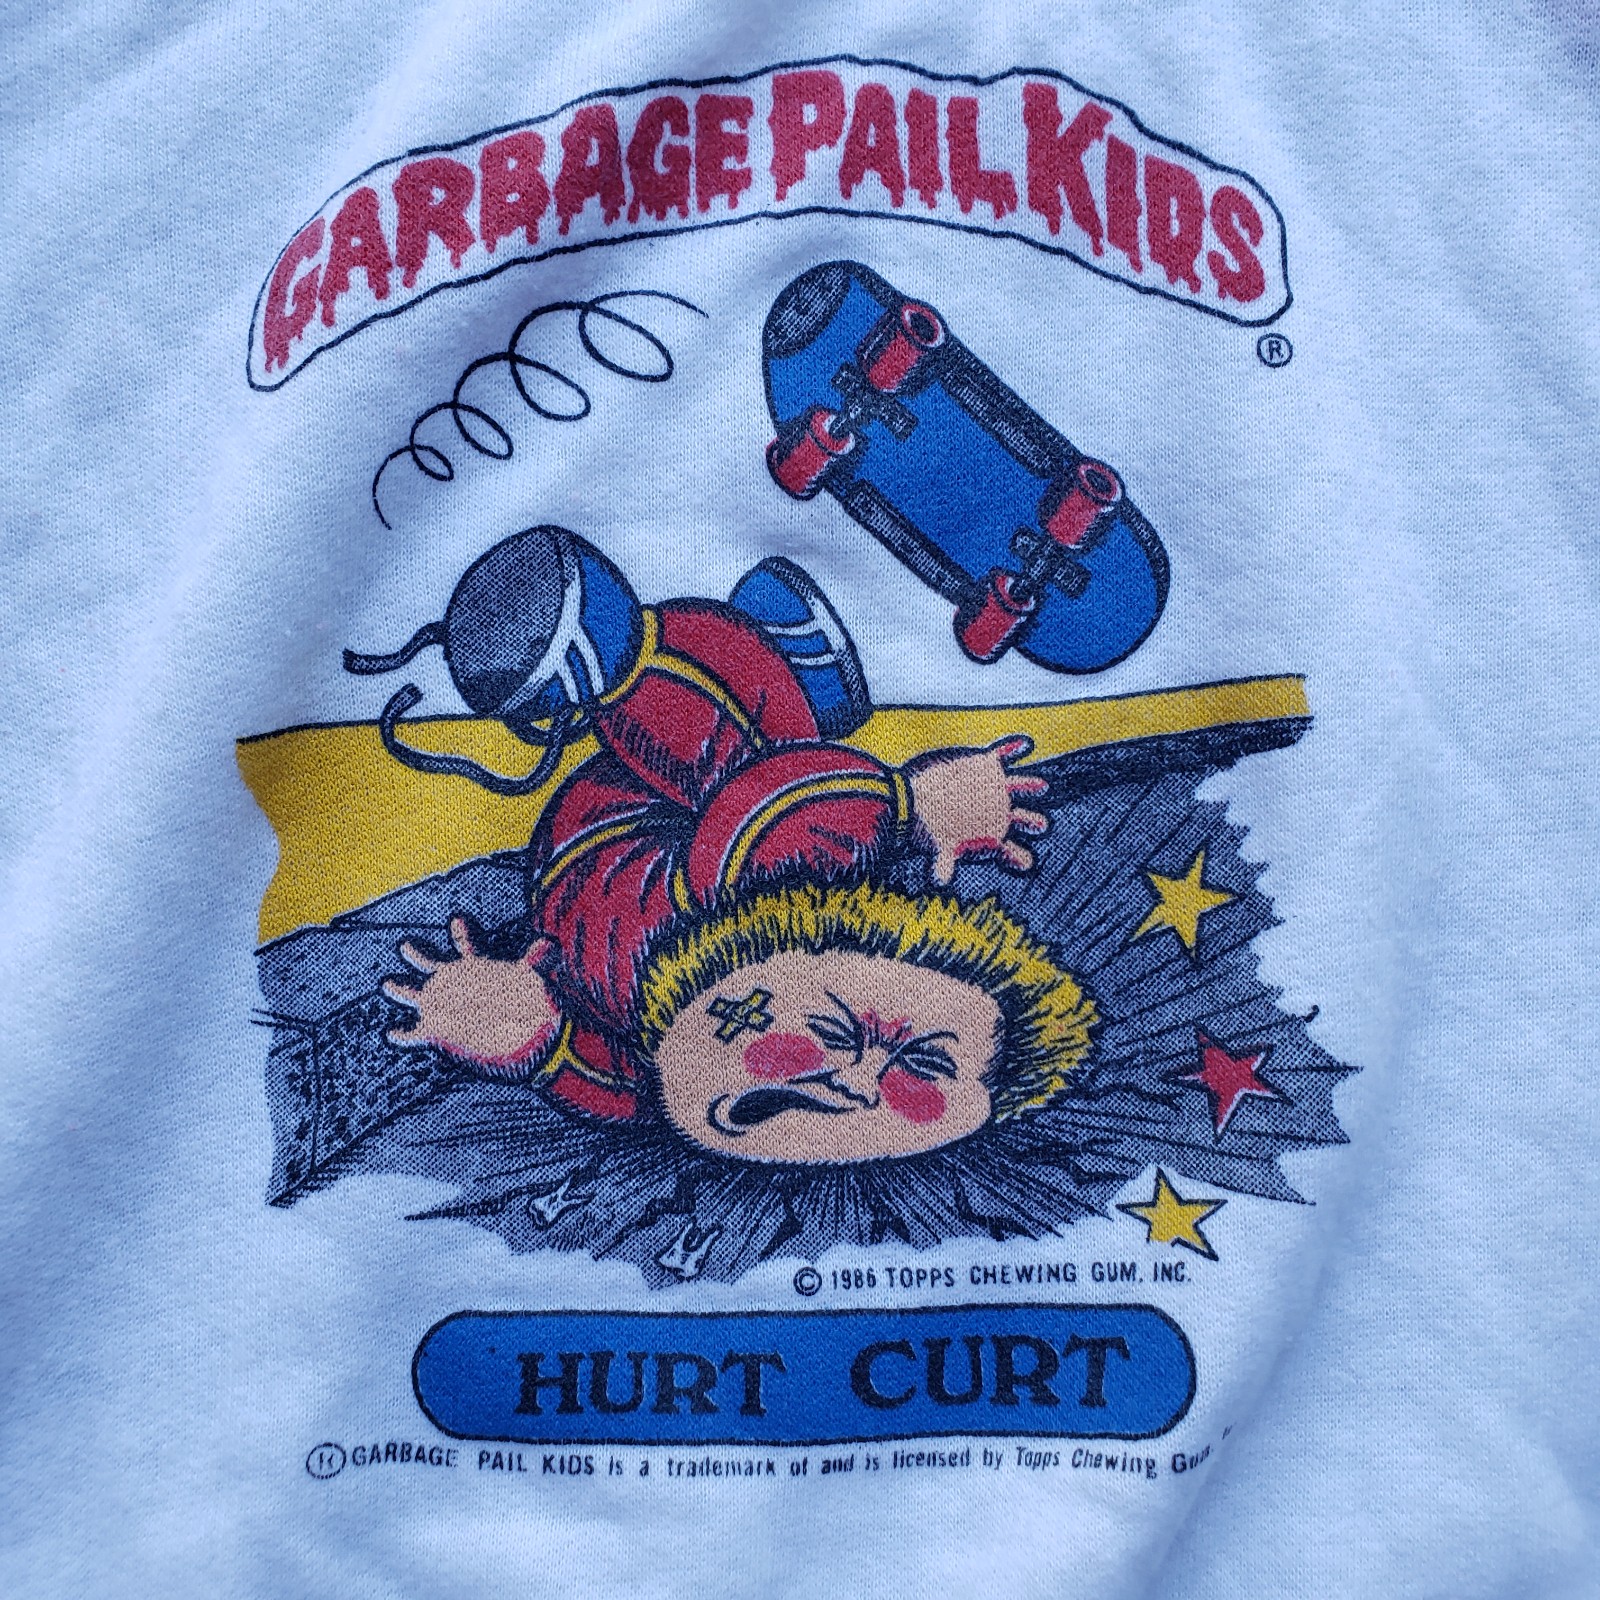 GARBAGE PAIL KIDS
®
© 1986 TOPPS CHEWING GUM, INC.
HURT CURT
® GARBAGE PAIL KIDS is a trademark of and is licensed by Topps Chewing Gum,